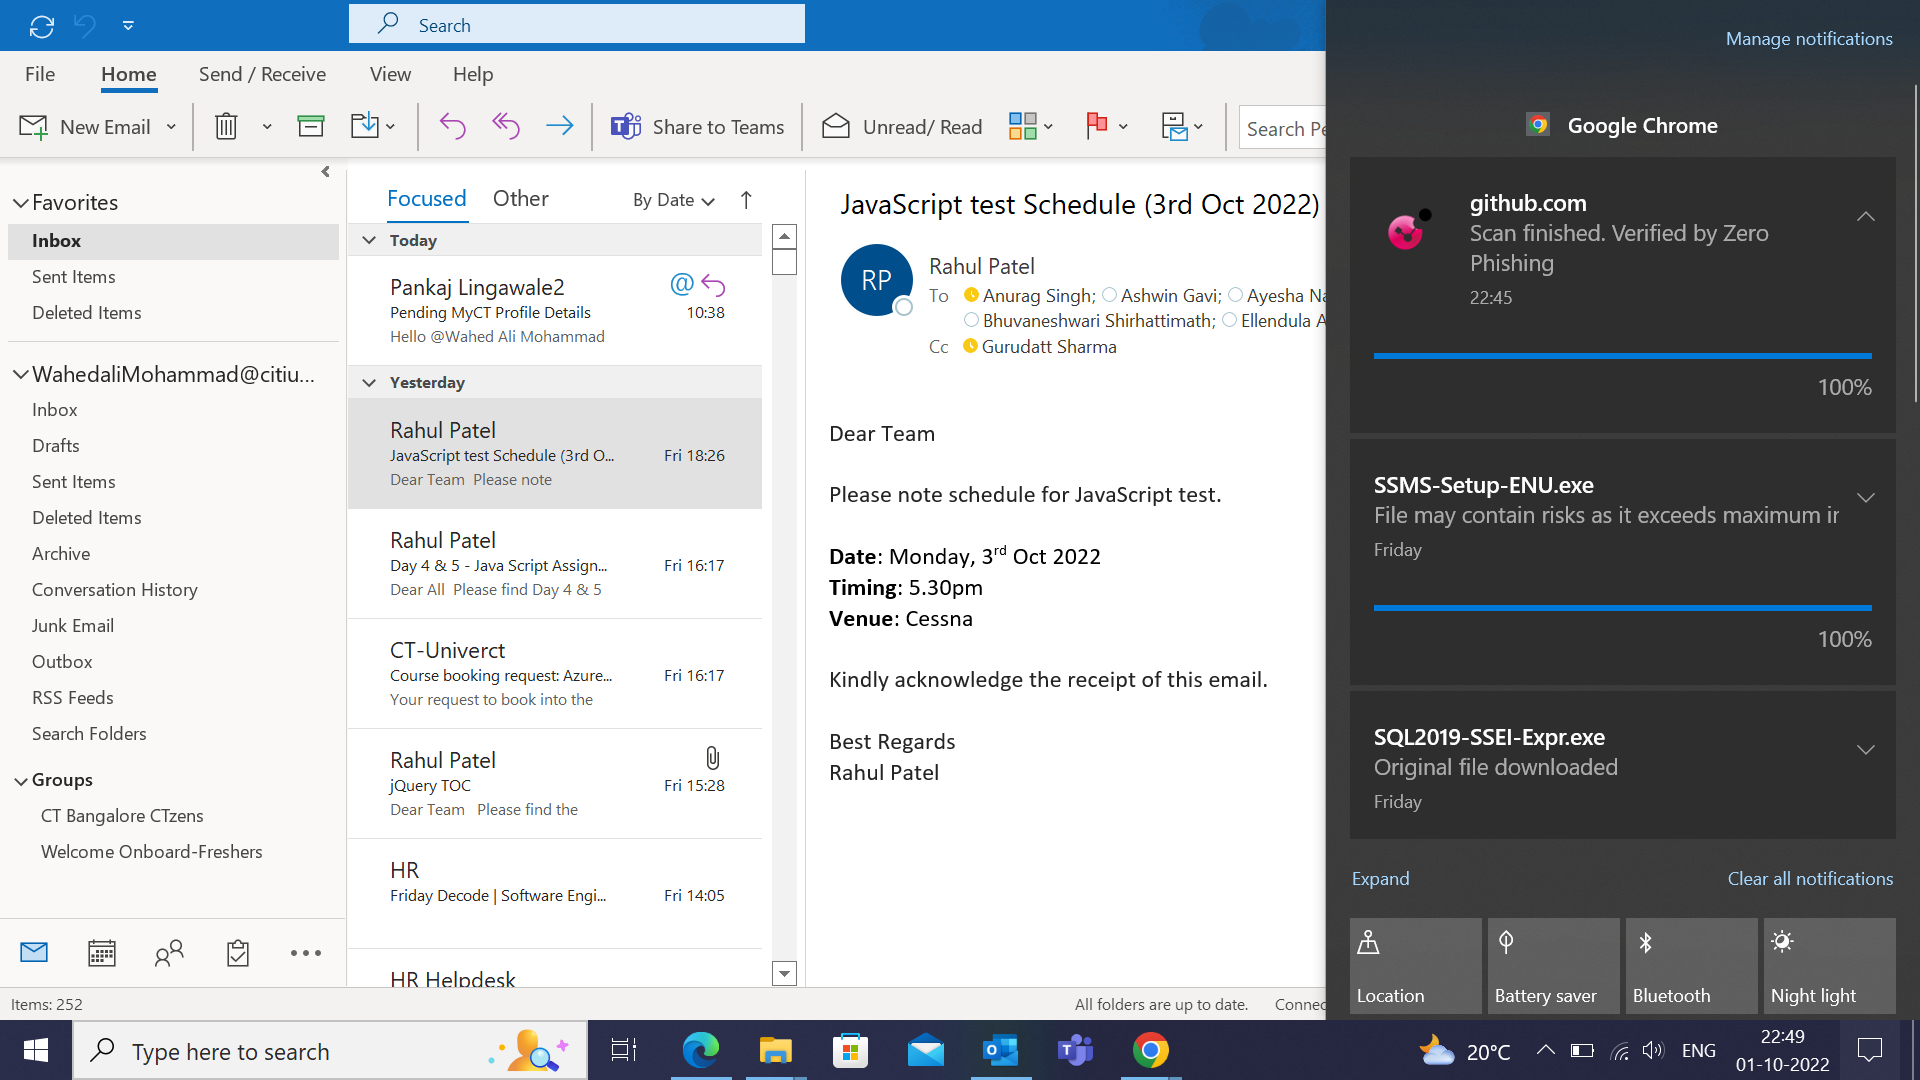 Search
File
Home
Send / Receive
View
Help
New Email
Share to Teams
Unread/ Read
Search Pe
Favorites
Inbox
Sent Items
Deleted Items
WahedaliMohammad@citiu...
Inbox
Drafts
Sent Items
Deleted Items
Archive
Conversation History
Junk Email
Outbox
RSS Feeds
Search Folders
Groups
CT Bangalore CTzens
Welcome Onboard-Freshers
Items: 252
Focused Other By Date
Today
Pankaj Lingawale2
Pending MyCT Profile Details 10:38
Hello @Wahed Ali Mohammad
Yesterday
Rahul Patel
JavaScript test Schedule (3rd O... Fri 18:26
Dear Team Please note
Rahul Patel
Day 4 & 5 - Java Script Assign... Fri 16:17
Dear All Please find Day 4 & 5
CT-Univerct
Course booking request: Azure... Fri 16:17
Your request to book into the
Rahul Patel
jQuery TOC Fri 15:28
Dear Team Please find the
HR
Friday Decode | Software Engi... Fri 14:05
HR Helpdesk
JavaScript test Schedule (3rd Oct 2022)
RP
Rahul Patel
To Anurag Singh; Ashwin Gavi; Ayesha Na
Bhuvaneshwari Shirhattimath; Ellendula A
Cc Gurudatt Sharma
Dear Team
Please note schedule for JavaScript test.
Date: Monday, 3rd Oct 2022
Timing: 5.30pm
Venue: Cessna
Kindly acknowledge the receipt of this email.
Best Regards
Rahul Patel
All folders are up to date. Connec
Manage notifications
Google Chrome
github.com
Scan finished. Verified by Zero
Phishing
22:45
100%
SSMS-Setup-ENU.exe
File may contain risks as it exceeds maximum ir
Friday
100%
SQL2019-SSEI-Expr.exe
Original file downloaded
Friday
Expand
Clear all notifications
Location
Battery saver
Bluetooth
Night light
Type here to search
20°C
ENG
22:49
01-10-2022